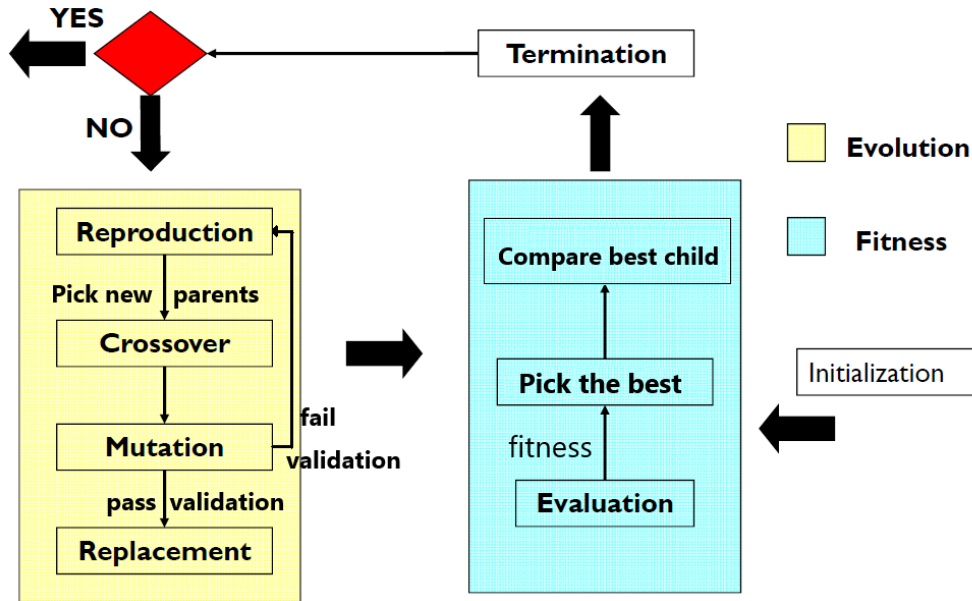 YES
Termination
NO
Evolution
Fitness
Reproduction
Pick new parents
Crossover
Mutation
fail
validation
pass validation
Replacement
Compare best child
Pick the best
fitness
Evaluation
Initialization